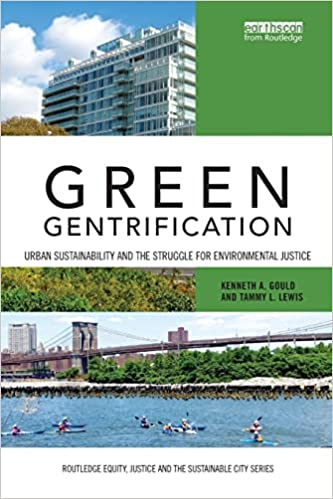 earthscan
from Routledge
GREEN
GENTRIFICATION
URBAN SUSTAINABILITY AND THE STRUGGLE FOR ENVIRONMENTAL JUSTICE
KENNETH A. GOULD
AND TAMMY L. LEWIS
ROUTLEDGE EQUITY, JUSTICE AND THE SUSTAINABLE CITY SERIES